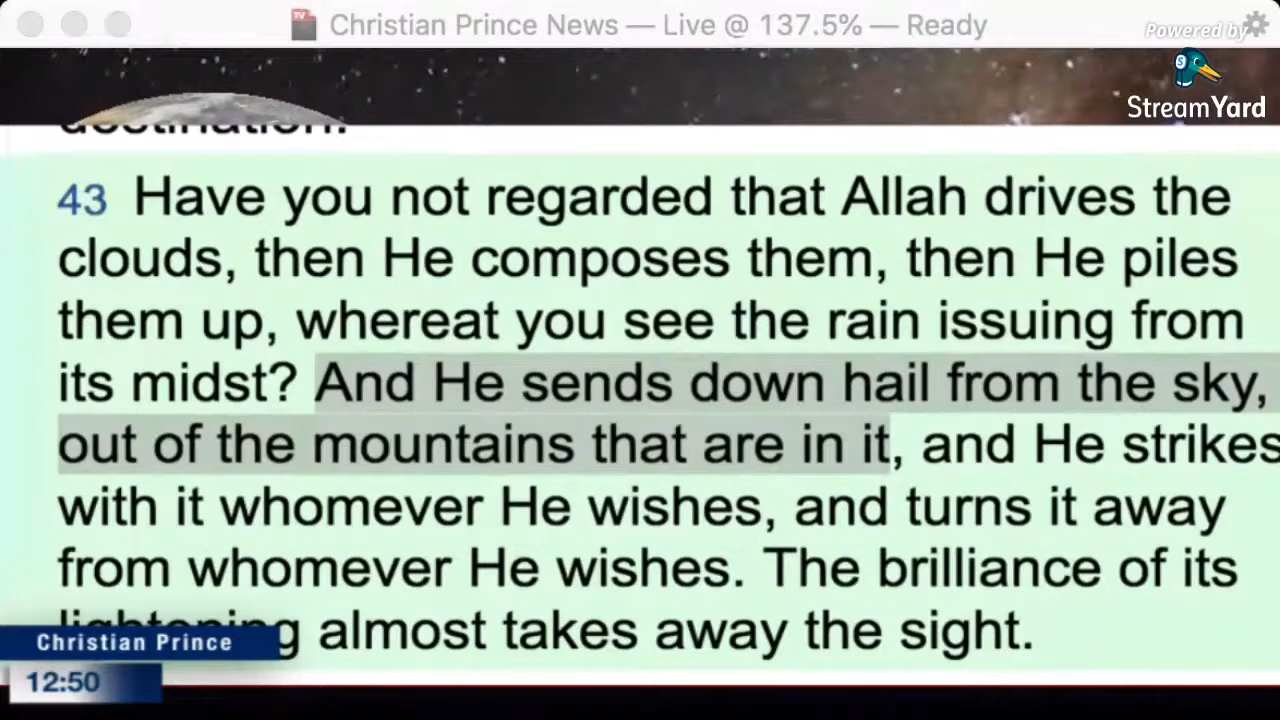 Christian Prince News — Live @ 137.5% — Ready
Powered by
StreamYard
destination.
43 Have you not regarded that Allah drives the
clouds, then He composes them, then He piles
them up, whereat you see the rain issuing from
its midst? And He sends down hail from the sky,
out of the mountains that are in it, and He strikes
with it whomever He wishes, and turns it away
from whomever He wishes. The brilliance of its
lightening almost takes away the sight.
Christian Prince
12:50